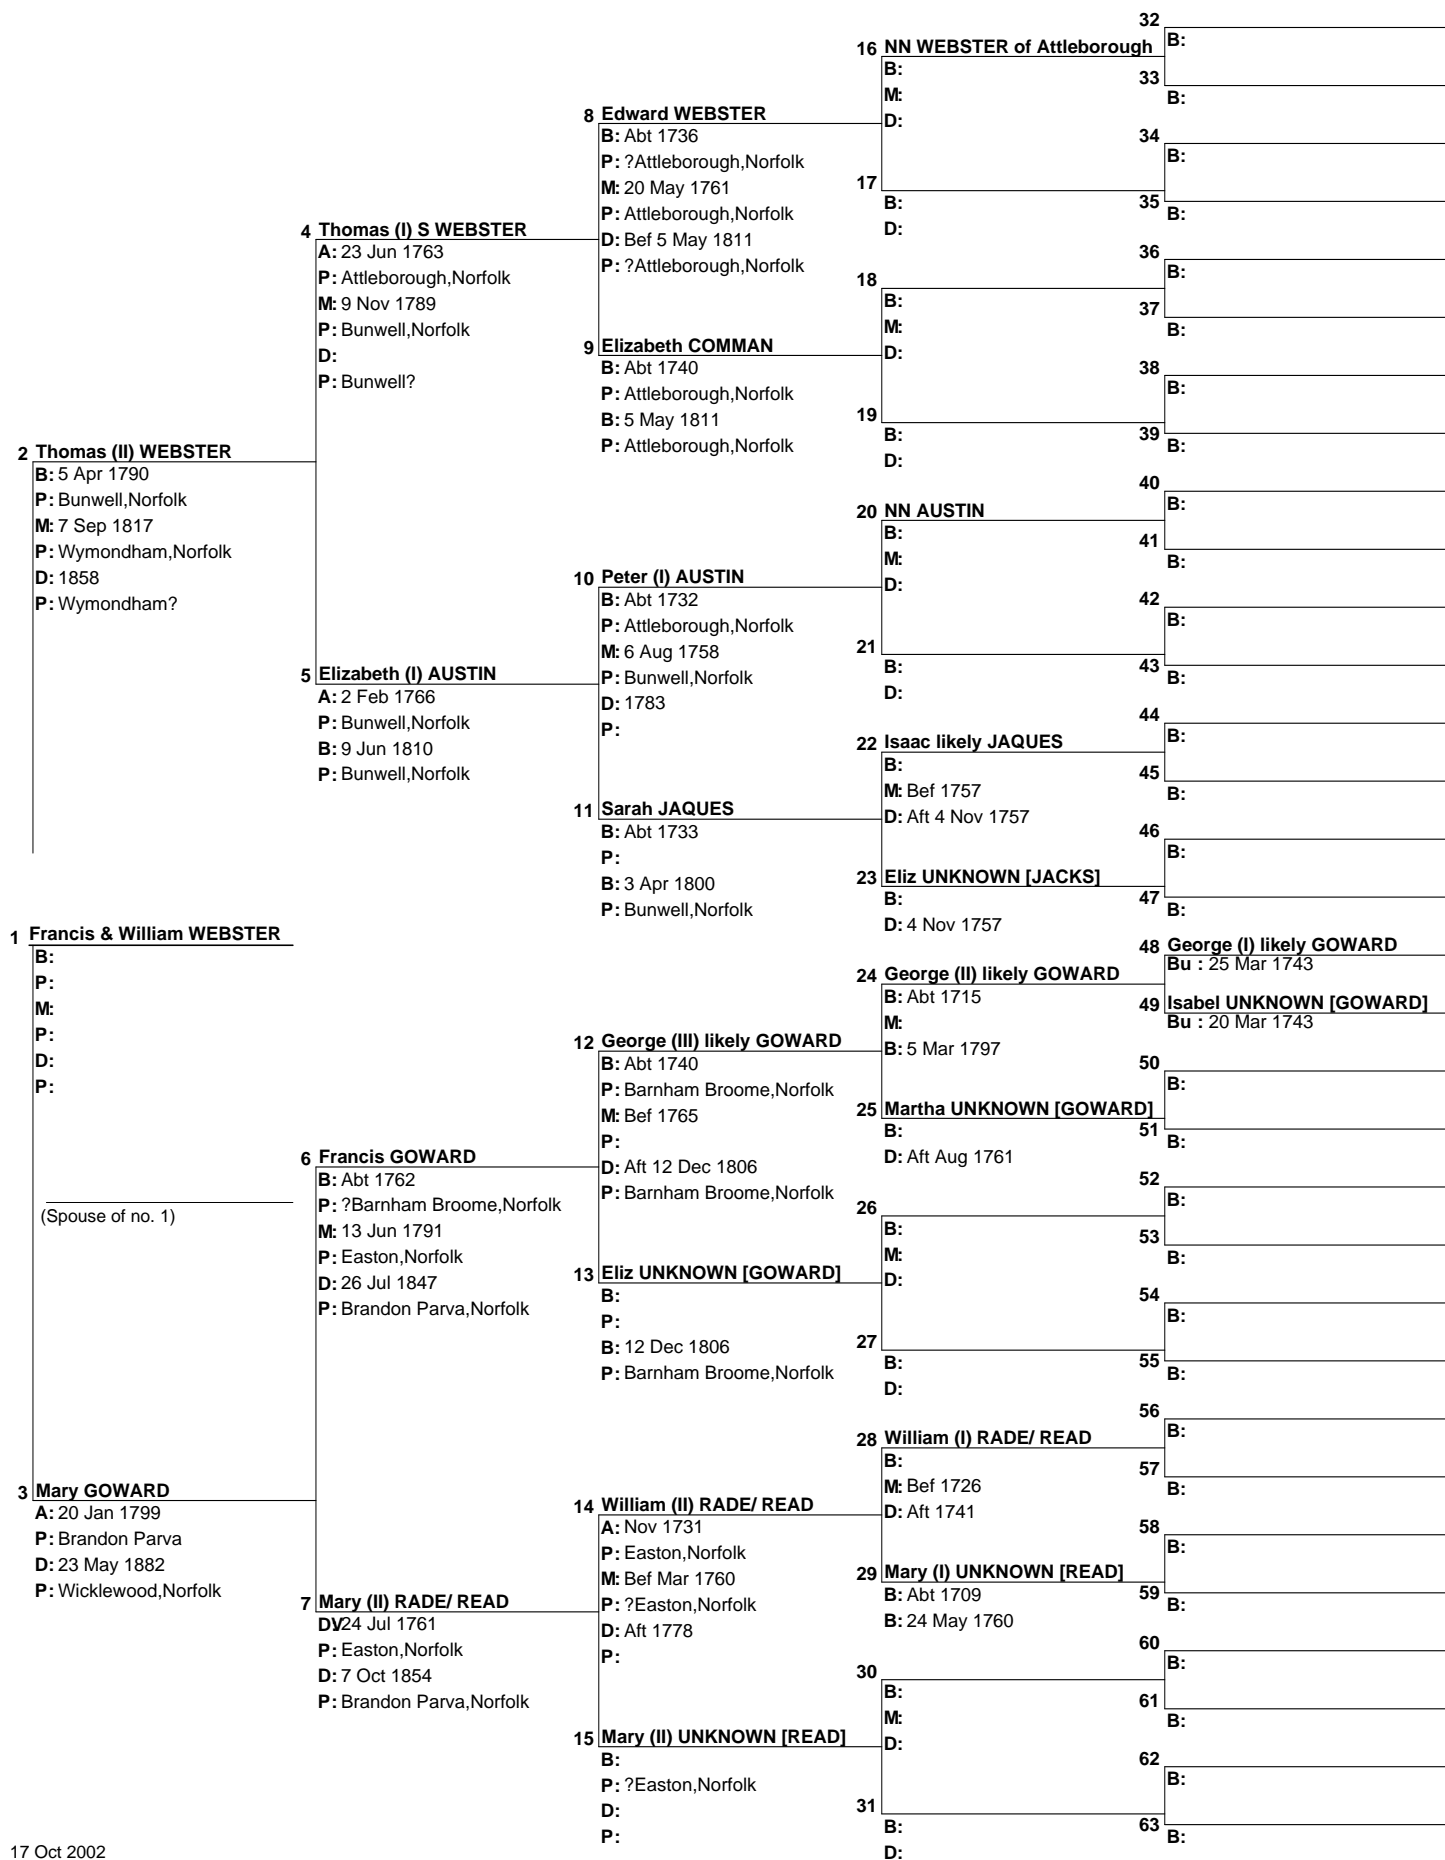 2 Thomas (II) WEBSTER
B: 5 Apr 1790
P: Bunwell,Norfolk
M: 7 Sep 1817
P: Wymondham,Norfolk
D: 1858
P: Wymondham?
1 Francis & William WEBSTER
B:
P:
M:
P:
D:
P:
(Spouse of no. 1)
3 Mary GOWARD
A: 20 Jan 1799
P: Brandon Parva
D: 23 May 1882
P: Wicklewood,Norfolk
17 Oct 2002
4 Thomas (I) S WEBSTER
A: 23 Jun 1763
P: Attleborough,Norfolk
M: 9 Nov 1789
P: Bunwell,Norfolk
D:
P: Bunwell?
5 Elizabeth (I) AUSTIN
A: 2 Feb 1766
P: Bunwell,Norfolk
B: 9 Jun 1810
P: Bunwell,Norfolk
6 Francis GOWARD
B: Abt 1762
P: ?Barnham Broome,Norfolk
M: 13 Jun 1791
P: Easton,Norfolk
D: 26 Jul 1847
P: Brandon Parva,Norfolk
7 Mary (II) RADE/ READ
DV 24 Jul 1761
P: Easton,Norfolk
D: 7 Oct 1854
P: Brandon Parva,Norfolk
8 Edward WEBSTER
B: Abt 1736
P: ?Attleborough,Norfolk
M: 20 May 1761
P: Attleborough,Norfolk
D: Bef 5 May 1811
P: ?Attleborough,Norfolk
9 Elizabeth COMMAN
B: Abt 1740
P: Attleborough,Norfolk
B: 5 May 1811
P: Attleborough,Norfolk
10 Peter (I) AUSTIN
B: Abt 1732
P: Attleborough,Norfolk
M: 6 Aug 1758
P: Bunwell,Norfolk
D: 1783
P:
11 Sarah JAQUES
B: Abt 1733
P:
B: 3 Apr 1800
P: Bunwell,Norfolk
12 George (III) likely GOWARD
B: Abt 1740
P: Barnham Broome,Norfolk
M: Bef 1765
P:
D: Aft 12 Dec 1806
P: Barnham Broome,Norfolk
13 Eliz UNKNOWN [GOWARD]
B:
P:
B: 12 Dec 1806
P: Barnham Broome,Norfolk
14 William (II) RADE/ READ
A: Nov 1731
P: Easton,Norfolk
M: Bef Mar 1760
P: ?Easton,Norfolk
D: Aft 1778
P:
15 Mary (II) UNKNOWN [READ]
B:
P: ?Easton,Norfolk
D:
P:
16 NN WEBSTER of Attleborough
B:
M:
D:
17
B:
D:
18
B:
M:
D:
19
B:
D:
20 NN AUSTIN
B:
M:
D:
21
B:
D:
22 Isaac likely JAQUES
B:
M: Bef 1757
D: Aft 4 Nov 1757
23 Eliz UNKNOWN [JACKS]
B:
D: 4 Nov 1757
24 George (II) likely GOWARD
B: Abt 1715
M:
B: 5 Mar 1797
25 Martha UNKNOWN [GOWARD]
B:
D: Aft Aug 1761
26
B:
M:
D:
27
B:
D:
28 William (I) RADE/ READ
B:
M: Bef 1726
D: Aft 1741
29 Mary (I) UNKNOWN [READ]
B: Abt 1709
B: 24 May 1760
30
B:
M:
D:
31
B:
D:
32
B:
33
B:
34
B:
35
B:
36
B:
37
B:
38
B:
39
B:
40
B:
41
B:
42
B:
43
B:
44
B:
45
B:
46
B:
47
B:
48 George (I) likely GOWARD
Bu : 25 Mar 1743
49 Isabel UNKNOWN [GOWARD]
Bu : 20 Mar 1743
50
B:
51
B:
52
B:
53
B:
54
B:
55
B:
56
B:
57
B:
58
B:
59
B:
60
B:
61
B:
62
B:
63
B: